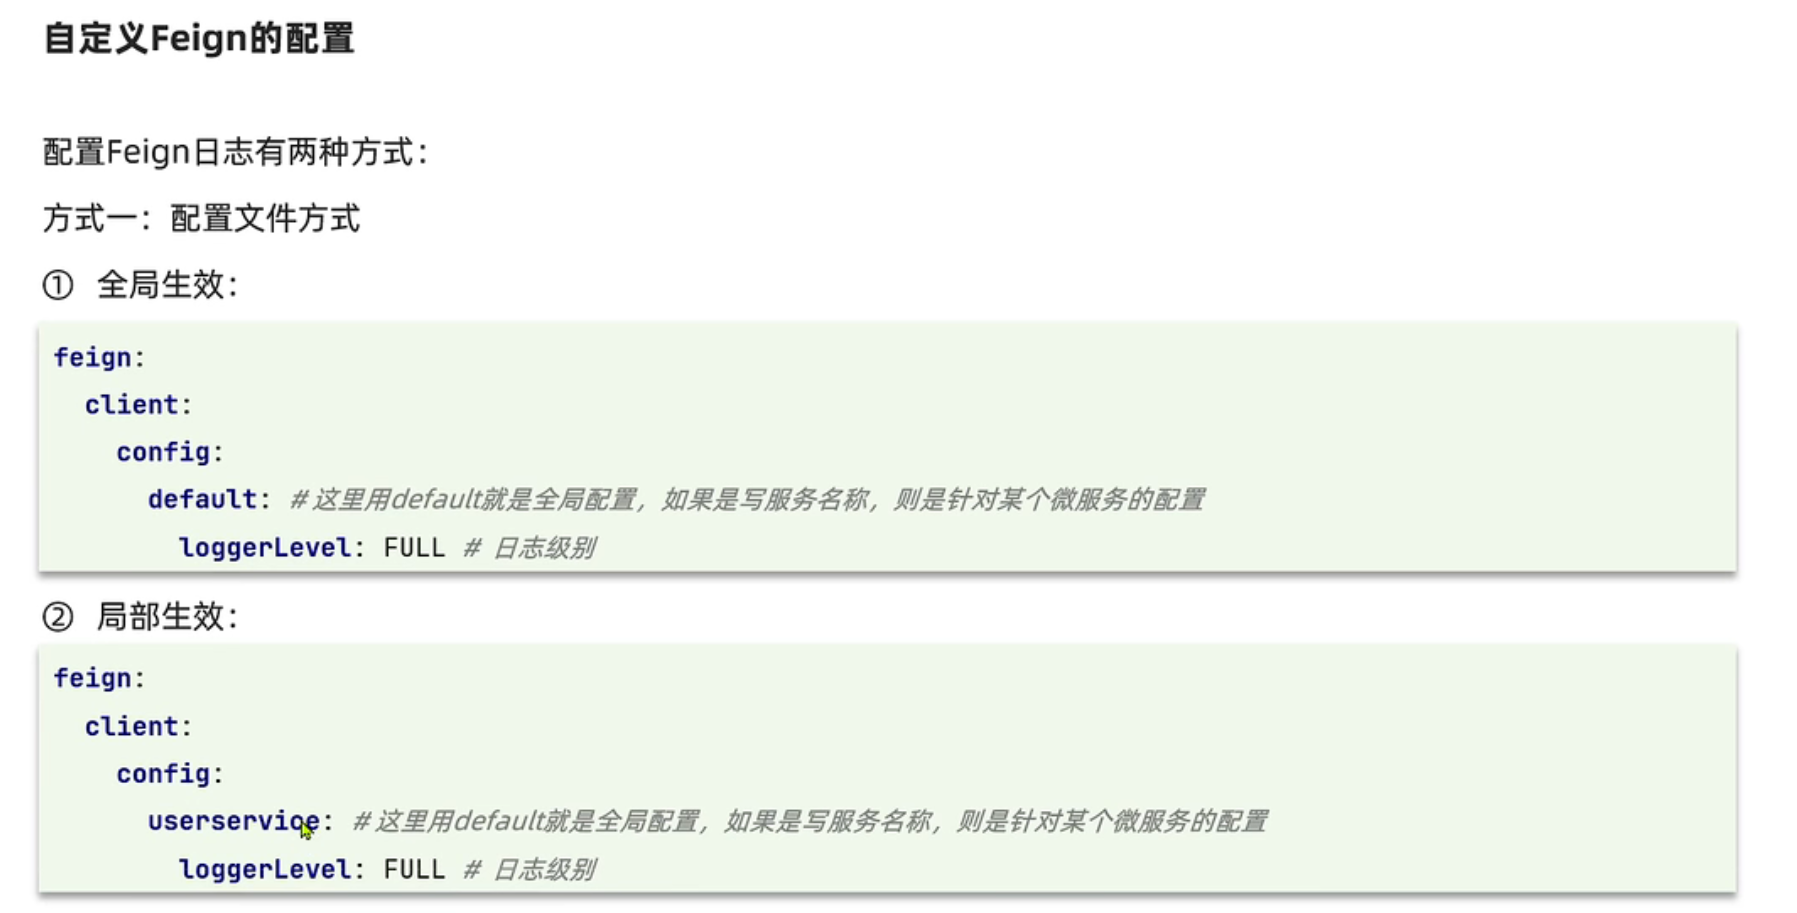 自定义Feign的配置
配置Feign日志有两种方式：
方式一：配置文件方式
① 全局生效：
feign:
  client:
    config:
      default: # 这里用default就是全局配置，如果是写服务名称，则是针对某个微服务的配置
        loggerLevel: FULL # 日志级别
② 局部生效：
feign:
  client:
    config:
      userservice: # 这里用default就是全局配置，如果是写服务名称，则是针对某个微服务的配置
        loggerLevel: FULL # 日志级别